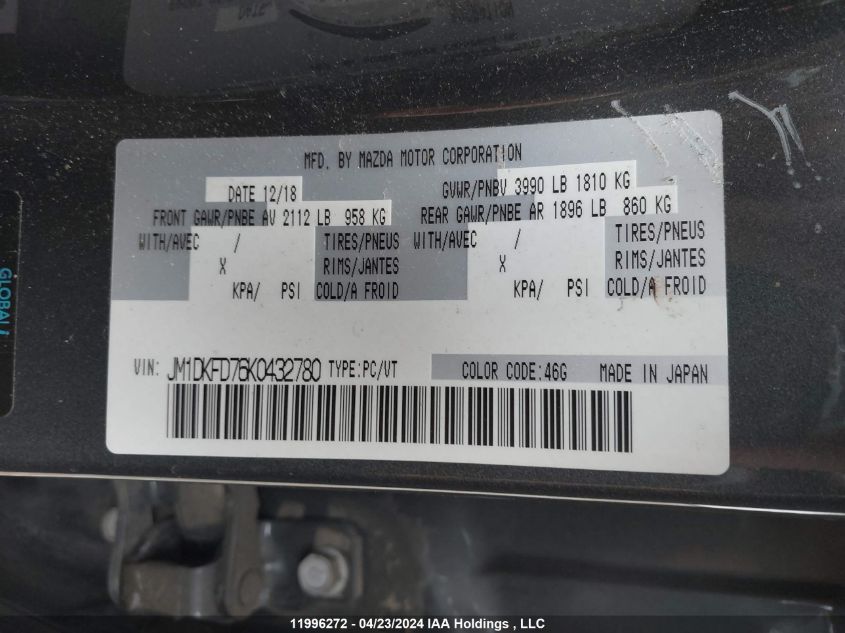 MFD. BY MAZDA MOTOR CORPORATION
DATE 12/18 GVWR/PNBV 3990 LB 1810 KG
FRONT GAWR/PNBE AV 2112 LB 958 KG REAR GAWR/PNBE AR 1896 LB 860 KG
WITH/AVEC / TIRES/PNEUS WITH/AVEC / TIRES/PNEUS
X RIMS/JANTES X RIMS/JANTES
KPA/ PSI COLD/A FROID KPA/ PSI COLD/A FROID
VIN: JM1DKFD76K0432780 TYPE:PC/VT COLOR CODE:46G MADE IN JAPAN
GLOBAL
11996272 - 04/23/2024 IAA Holdings , LLC